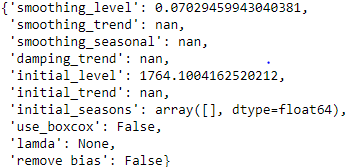 {'smoothing_level': 0.07029459943040381,
'smoothing_trend': nan,
'smoothing_seasonal': nan,
'damping_trend': nan,
'initial_level': 1764.1004162520212,
'initial_trend': nan,
'initial_seasons': array([], dtype=float64),
'use_boxcox': False,
'lamda': None,
'remove_bias': False}